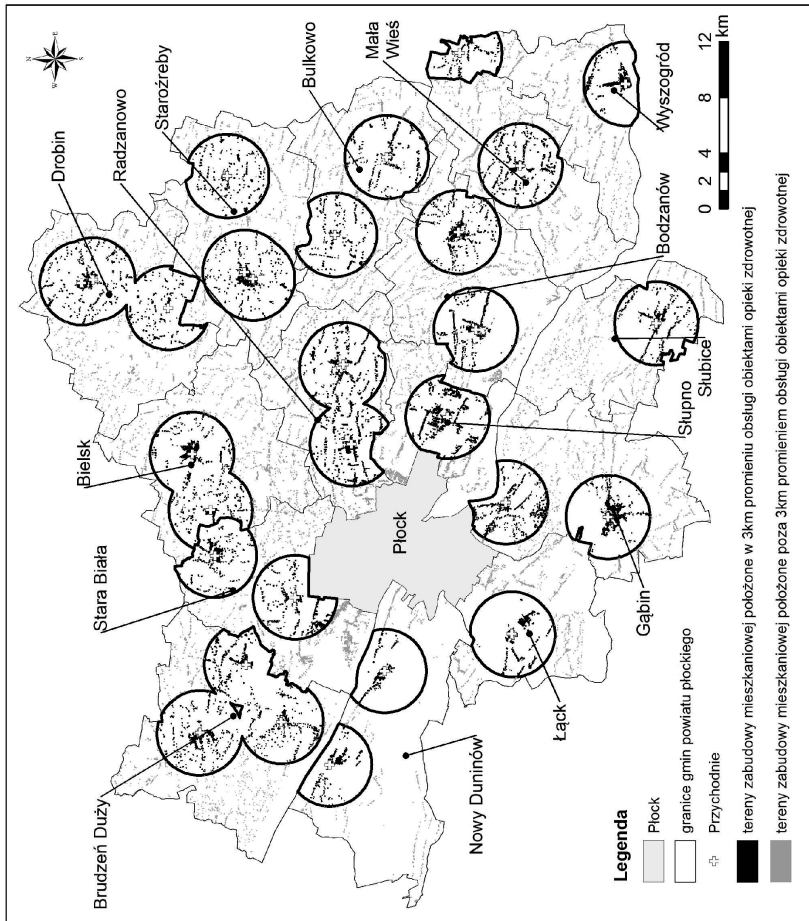 N
E
S
W
Drobin
Radzanowo
Staroźreby
Bulkowo
Mała
Wieś
Bielsk
Stara Biała
Brudzeń Duży
Płock
Bodzanów
Wyszogród
Słubice
Słupno
Gąbin
Łąck
Nowy Duninów
0 2 4 8 12
km
Legenda
Płock
granice gmin powiatu płockiego
Przychodnie
tereny zabudowy mieszkaniowej położone w 3km promieniu obsługi obiektami opieki zdrowotnej
tereny zabudowy mieszkaniowej położone poza 3km promieniem obsługi obiektami opieki zdrowotnej